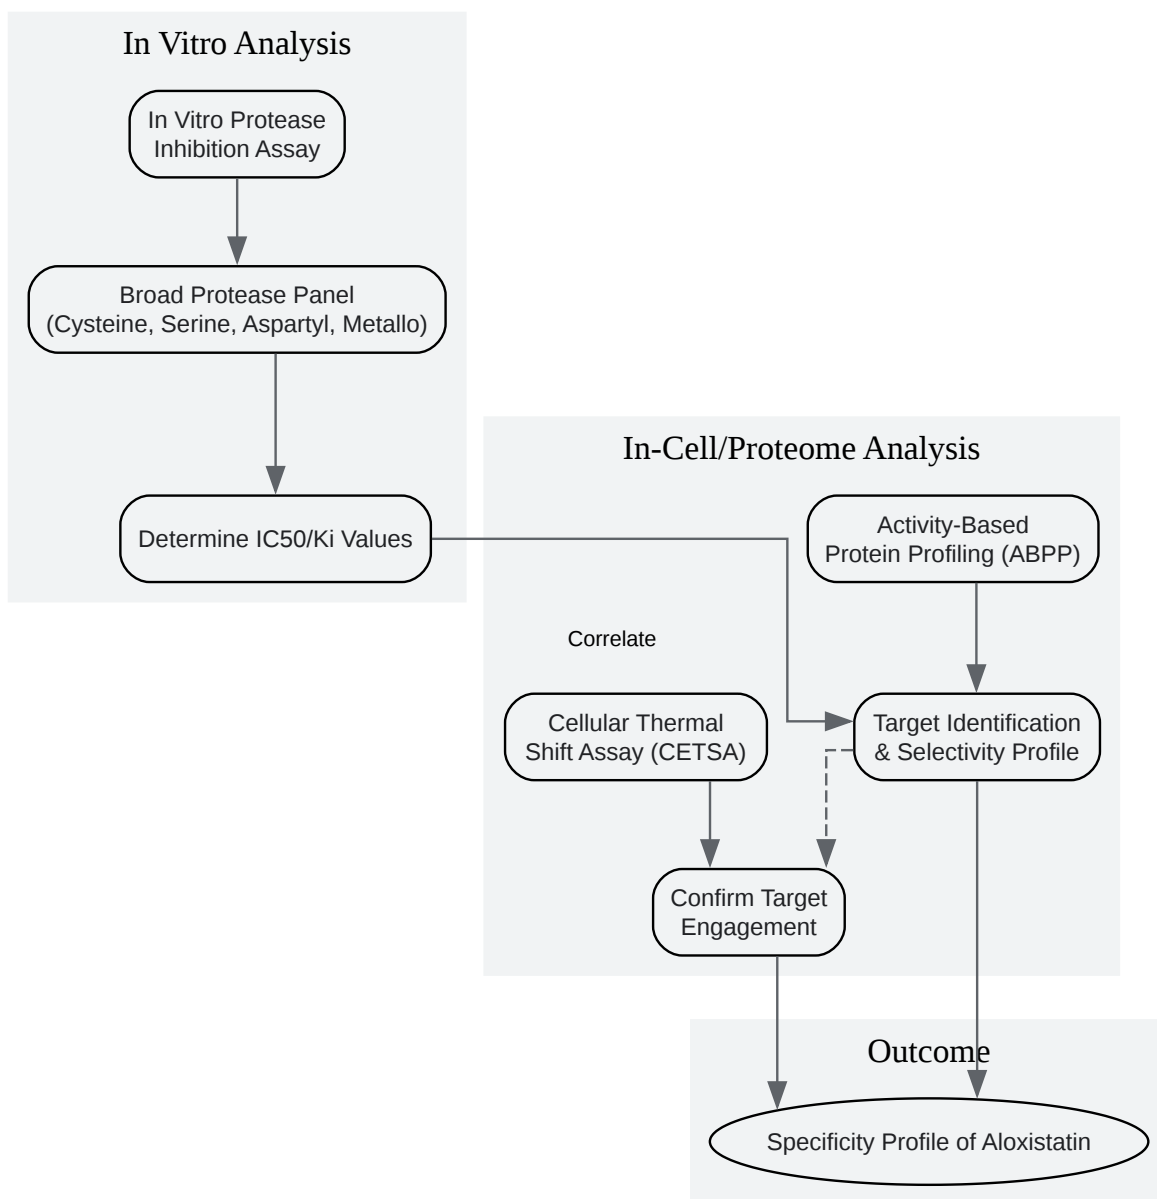 In Vitro Analysis
In Vitro Protease
Inhibition Assay
Broad Protease Panel
(Cysteine, Serine, Aspartyl, Metallo)
Determine IC50/Ki Values
In-Cell/Proteome Analysis
Activity-Based
Protein Profiling (ABPP)
Correlate
Cellular Thermal
Shift Assay (CETSA)
Target Identification
& Selectivity Profile
Confirm Target
Engagement
Outcome
Specificity Profile of Aloxistatin